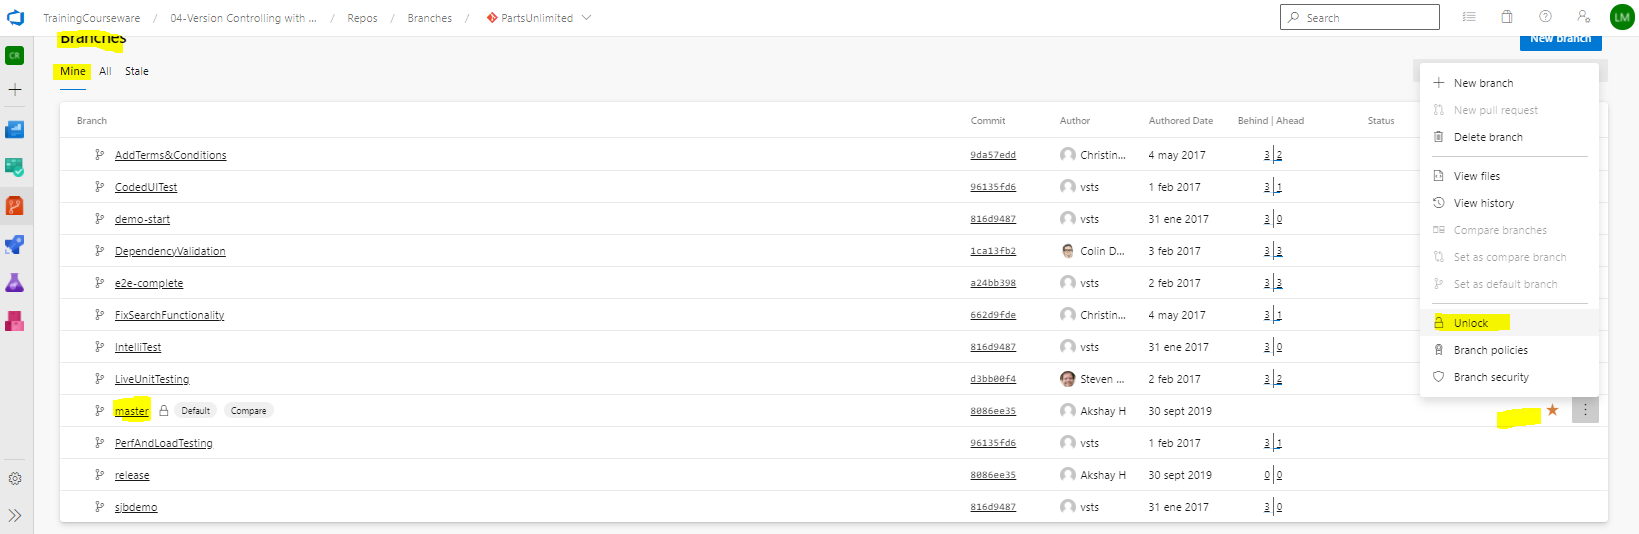 TrainingCourseware / 04-Version Controlling with ... / Repos / Branches / PartsUnlimited
Search
LM
CR
Branches
New branch
Mine All Stale
Branch Commit Author Authored Date Behind | Ahead Status
AddTerms&Conditions 9da57edd Christin... 4 may 2017 3 2
CodedUITest 96135fd6 vsts 1 feb 2017 3 1
demo-start 816d9487 vsts 31 ene 2017 3 0
DependencyValidation 1ca13fb2 Colin D... 3 feb 2017 3 3
e2e-complete a24bb398 vsts 2 feb 2017 3 3
FixSearchFunctionality 662d9fde Christin... 4 may 2017 3 1
IntelliTest 816d9487 vsts 31 ene 2017 3 0
LiveUnitTesting d3bb00f4 Steven ... 2 feb 2017 3 2
master Default Compare 8086ee35 Akshay H 30 sept 2019
PerfAndLoadTesting 96135fd6 vsts 1 feb 2017 3 1
release 8086ee35 Akshay H 30 sept 2019 0 0
sjbdemo 816d9487 vsts 31 ene 2017 3 0
New branch
New pull request
Delete branch
View files
View history
Compare branches
Set as compare branch
Set as default branch
Unlock
Branch policies
Branch security